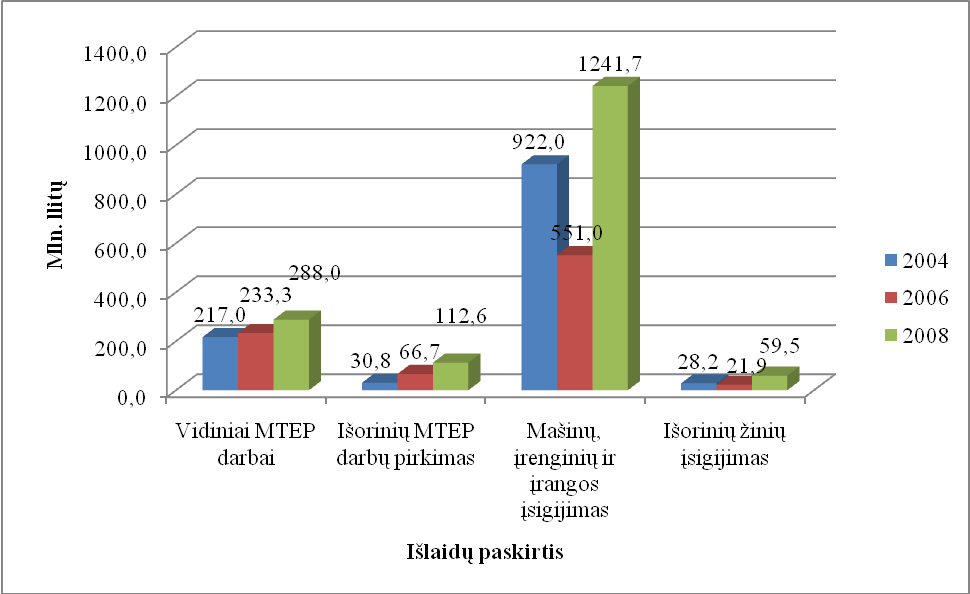 1400,0
1200,0
1000,0
800,0
600,0
400,0
200,0
0,0
Mln. llitų
217,0
233,3
288,0
30,8
66,7
112,6
922,0
551,0
1241,7
28,2
21,9
59,5
Vidiniai MTEP
darbai
Išorinių MTEP
darbų pirkimas
Mašinų,
įrenginių ir
įrangos
įsigijimas
Išorinių žinių
įsigijimas
Išlaidų paskirtis
2004
2006
2008